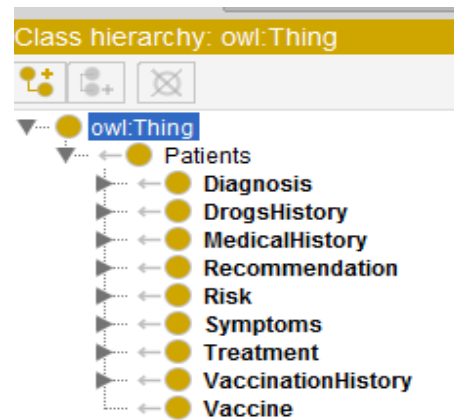 Class hierarchy: owl:Thing
owl:Thing
Patients
Diagnosis
DrogsHistory
MedicalHistory
Recommendation
Risk
Symptoms
Treatment
VaccinationHistory
Vaccine